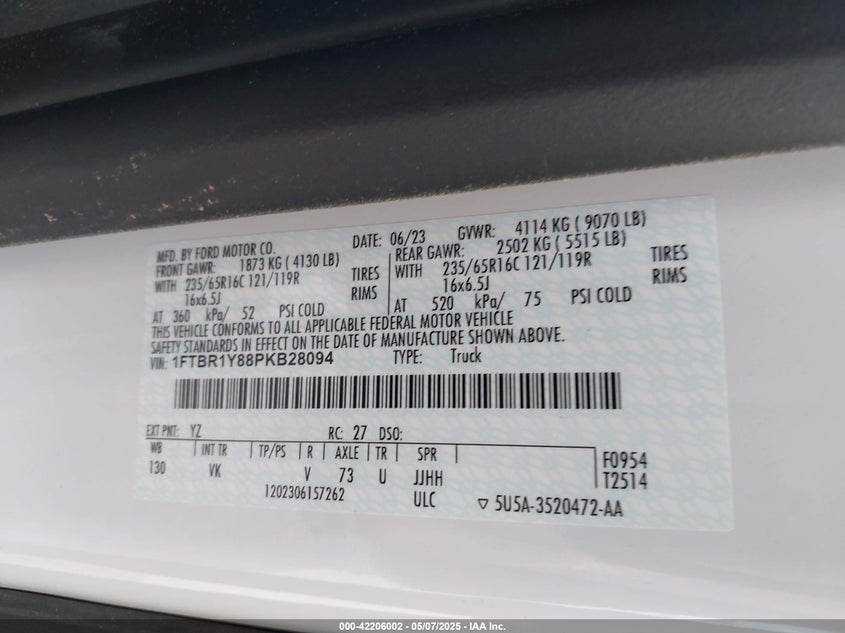 MFD. BY FORD MOTOR CO. DATE: 06/23 GVWR: 4114 KG ( 9070 LB)
FRONT GAWR: 1873 KG ( 4130 LB) REAR GAWR: 2502 KG ( 5515 LB)
WITH 235/65R16C 121/119R TIRES WITH 235/65R16C 121/119R TIRES
16x6.5J RIMS 16x6.5J RIMS
AT 360 kPa/ 52 PSI COLD AT 520 kPa/ 75 PSI COLD
THIS VEHICLE CONFORMS TO ALL APPLICABLE FEDERAL MOTOR VEHICLE
SAFETY STANDARDS IN EFFECT ON THE DATE OF MANUFACTURE SHOWN ABOVE.
VIN: 1FTBR1Y88PKB28094 TYPE: Truck
EXT PNT: YZ RC: 27 DSO:
WB INT TR TP/PS R AXLE TR SPR F0954
130 VK V 73 U JJHH T2514
1202306157262 ULC ▽ 5U5A-3520472-AA
000-42206002 - 05/07/2025 - IAA Inc.